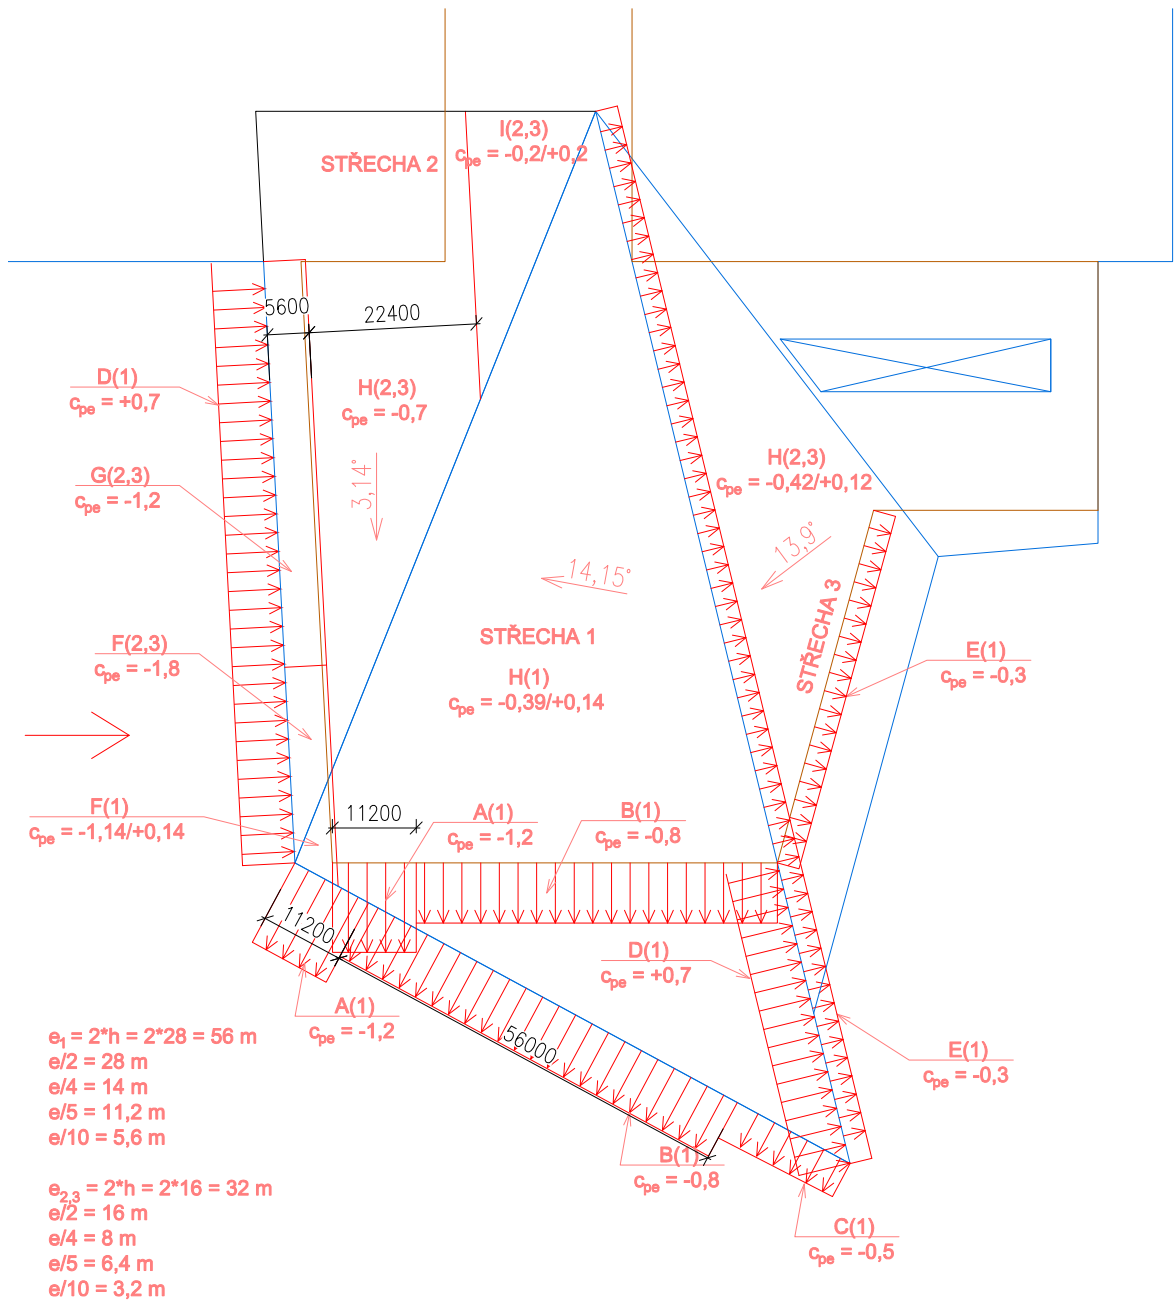 I(2,3)
cpe = -0,2/+0,2
STŘECHA 2
5600
22400
D(1)
cpe = +0,7
H(2,3)
cpe = -0,7
G(2,3)
cpe = -1,2
3,14°
H(2,3)
cpe = -0,42/+0,12
13,9°
14,15°
STŘECHA 1
STŘECHA 3
F(2,3)
cpe = -1,8
E(1)
cpe = -0,3
H(1)
cpe = -0,39/+0,14
F(1)
cpe = -1,14/+0,14
11200
A(1)
cpe = -1,2
B(1)
cpe = -0,8
11200
D(1)
cpe = +0,7
A(1)
cpe = -1,2
56000
E(1)
cpe = -0,3
B(1)
cpe = -0,8
C(1)
cpe = -0,5
e1 = 2*h = 2*28 = 56 m
e/2 = 28 m
e/4 = 14 m
e/5 = 11,2 m
e/10 = 5,6 m
e2,3 = 2*h = 2*16 = 32 m
e/2 = 16 m
e/4 = 8 m
e/5 = 6,4 m
e/10 = 3,2 m